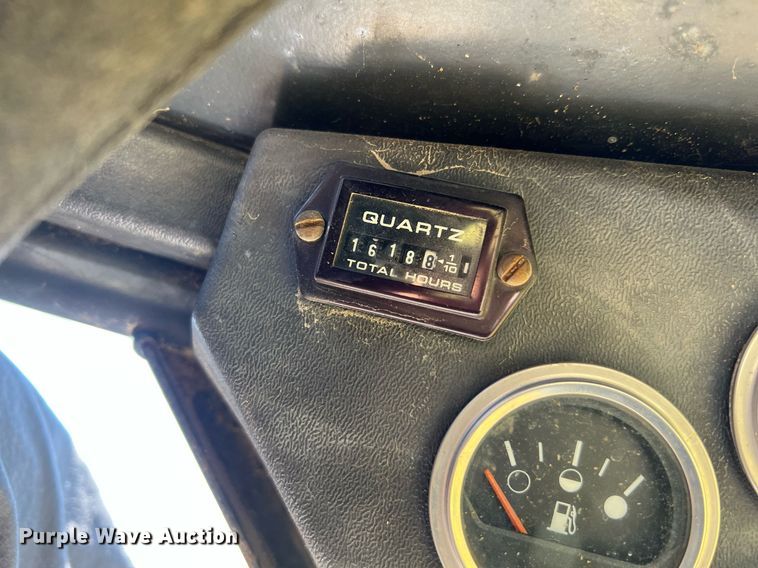 QUARTZ
16188 1/10
TOTAL HOURS
Purple Wave Auction